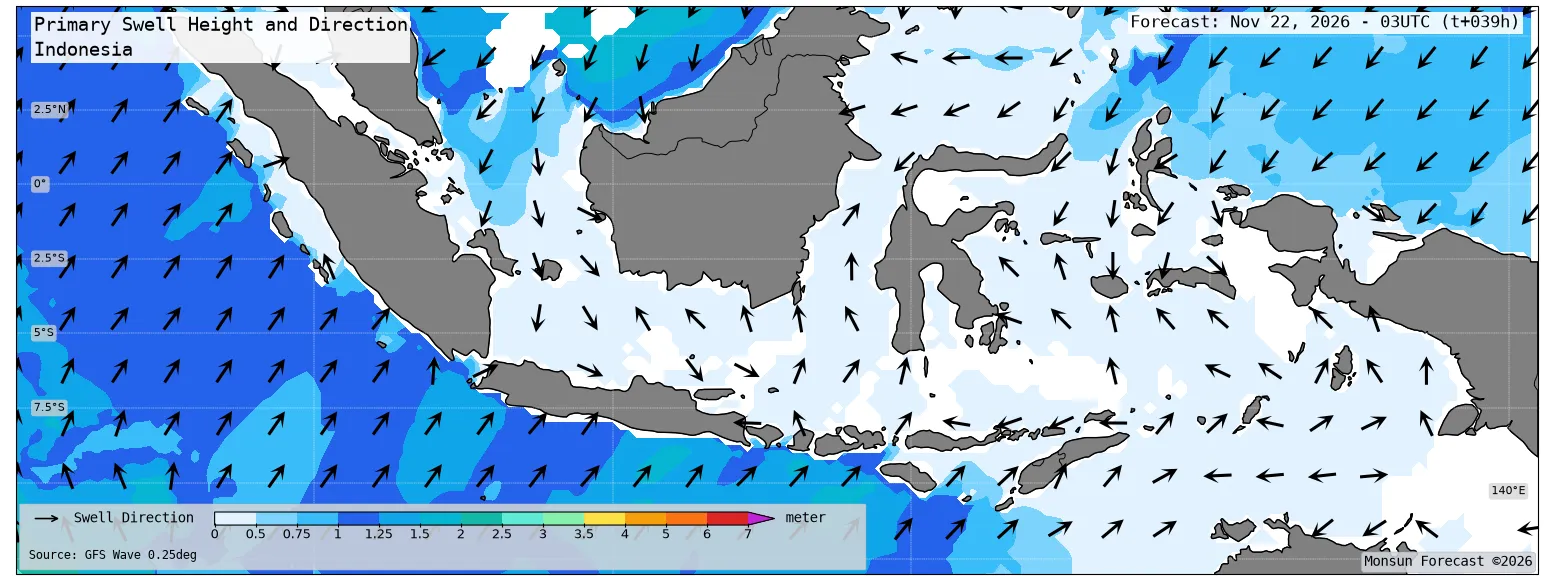 Primary Swell Height and Direction
Indonesia
Forecast: Nov 22, 2026 - 03UTC (t+039h)
2.5°N
0°
2.5°S
5°S
7.5°S
140°E
Swell Direction
meter
0 0.5 0.75 1 1.25 1.5 2 2.5 3 3.5 4 5 6 7
Source: GFS Wave 0.25deg
Monsun Forecast ©2026